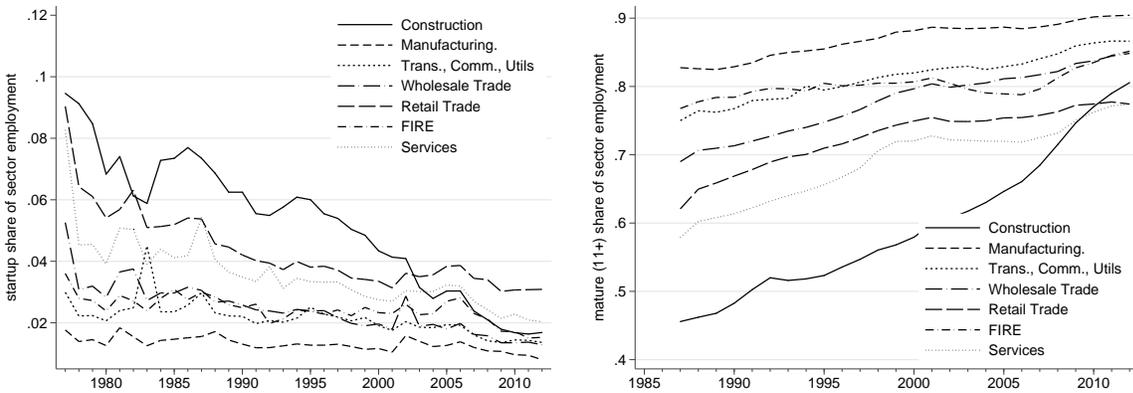 startup share of sector employment
.12
.1
.08
.06
.04
.02
1980 1985 1990 1995 2000 2005 2010
Construction
Manufacturing.
Trans., Comm., Utils
Wholesale Trade
Retail Trade
FIRE
Services
mature (11+) share of sector employment
.9
.8
.7
.6
.5
.4
1985 1990 1995 2000 2005 2010
Construction
Manufacturing.
Trans., Comm., Utils
Wholesale Trade
Retail Trade
FIRE
Services